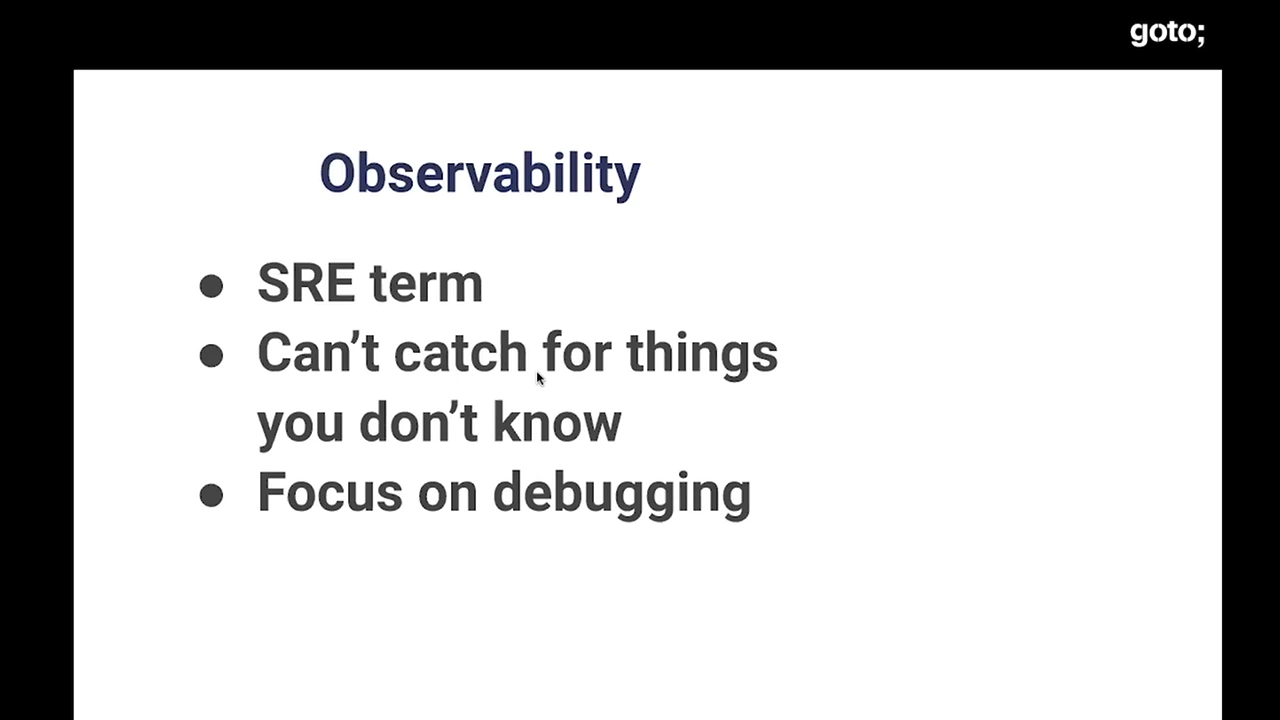 goto;
Observability
● SRE term
● Can’t catch for things
you don’t know
● Focus on debugging